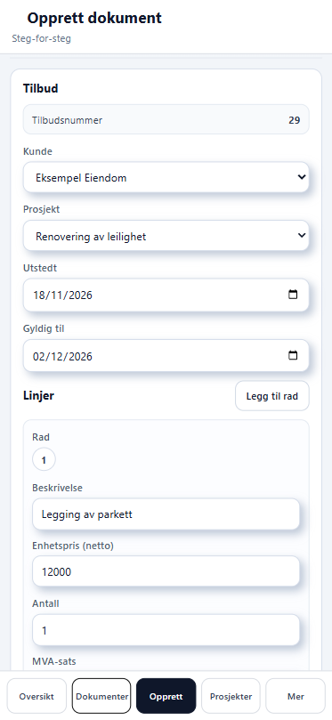 Opprett dokument
Steg-for-steg
Tilbud
Tilbudsnummer 29
Kunde
Eksempel Eiendom
Prosjekt
Renovering av leilighet
Utstedt
18/11/2026
Gyldig til
02/12/2026
Linjer Legg til rad
Rad
1
Beskrivelse
Legging av parkett
Enhetspris (netto)
12000
Antall
1
MVA-sats
Oversikt Dokumenter Opprett Prosjekter Mer